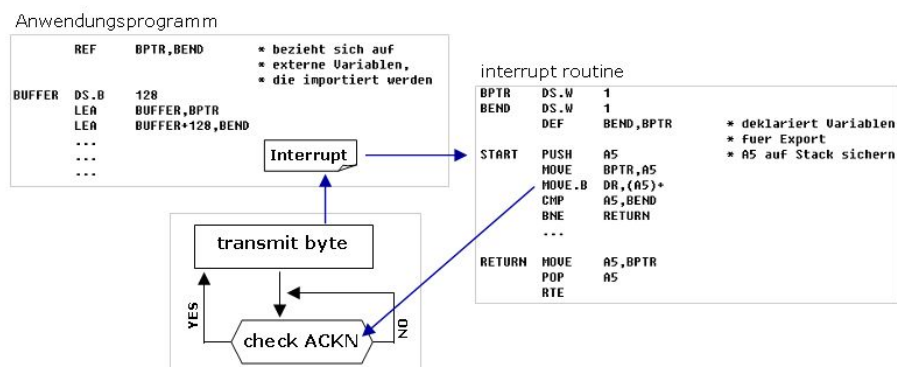 Anwendungsprogramm
REF BPTR,BEND * bezieht sich auf
* externe Variablen,
* die importiert werden
BUFFER DS.B 128
LEA BUFFER,BPTR
LEA BUFFER+128,BEND
...
...
...
Interrupt
interrupt routine
BPTR DS.W 1
BEND DS.W 1
DEF BEND,BPTR * deklariert Variablen
* fuer Export
START PUSH A5 * A5 auf Stack sichern
MOVE BPTR,A5
MOVE.B DR,(A5)+
CMP A5,BEND
BNE RETURN
...
RETURN MOVE A5,BPTR
POP A5
RTE
transmit byte
YES
NO
check ACKN